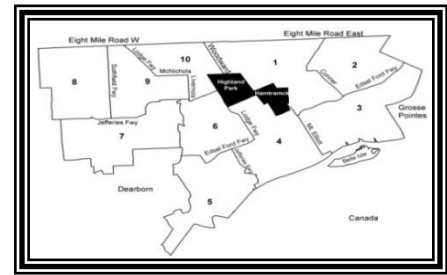 Eight Mile Road W
Eight Mile Road East
Lodge Fwy
10
Woodward
1
2
McNichols
Livernois
Conner
Edsel Ford Fwy
8
Southfield Fwy
9
Highland
Park
Hamtramck
3
Grosse
Pointes
Jefferies Fwy
7
6
Lodge Fwy
Edsel Ford Fwy
4
Mt. Elliott
Belle Isle
Dearborn
5
Canada